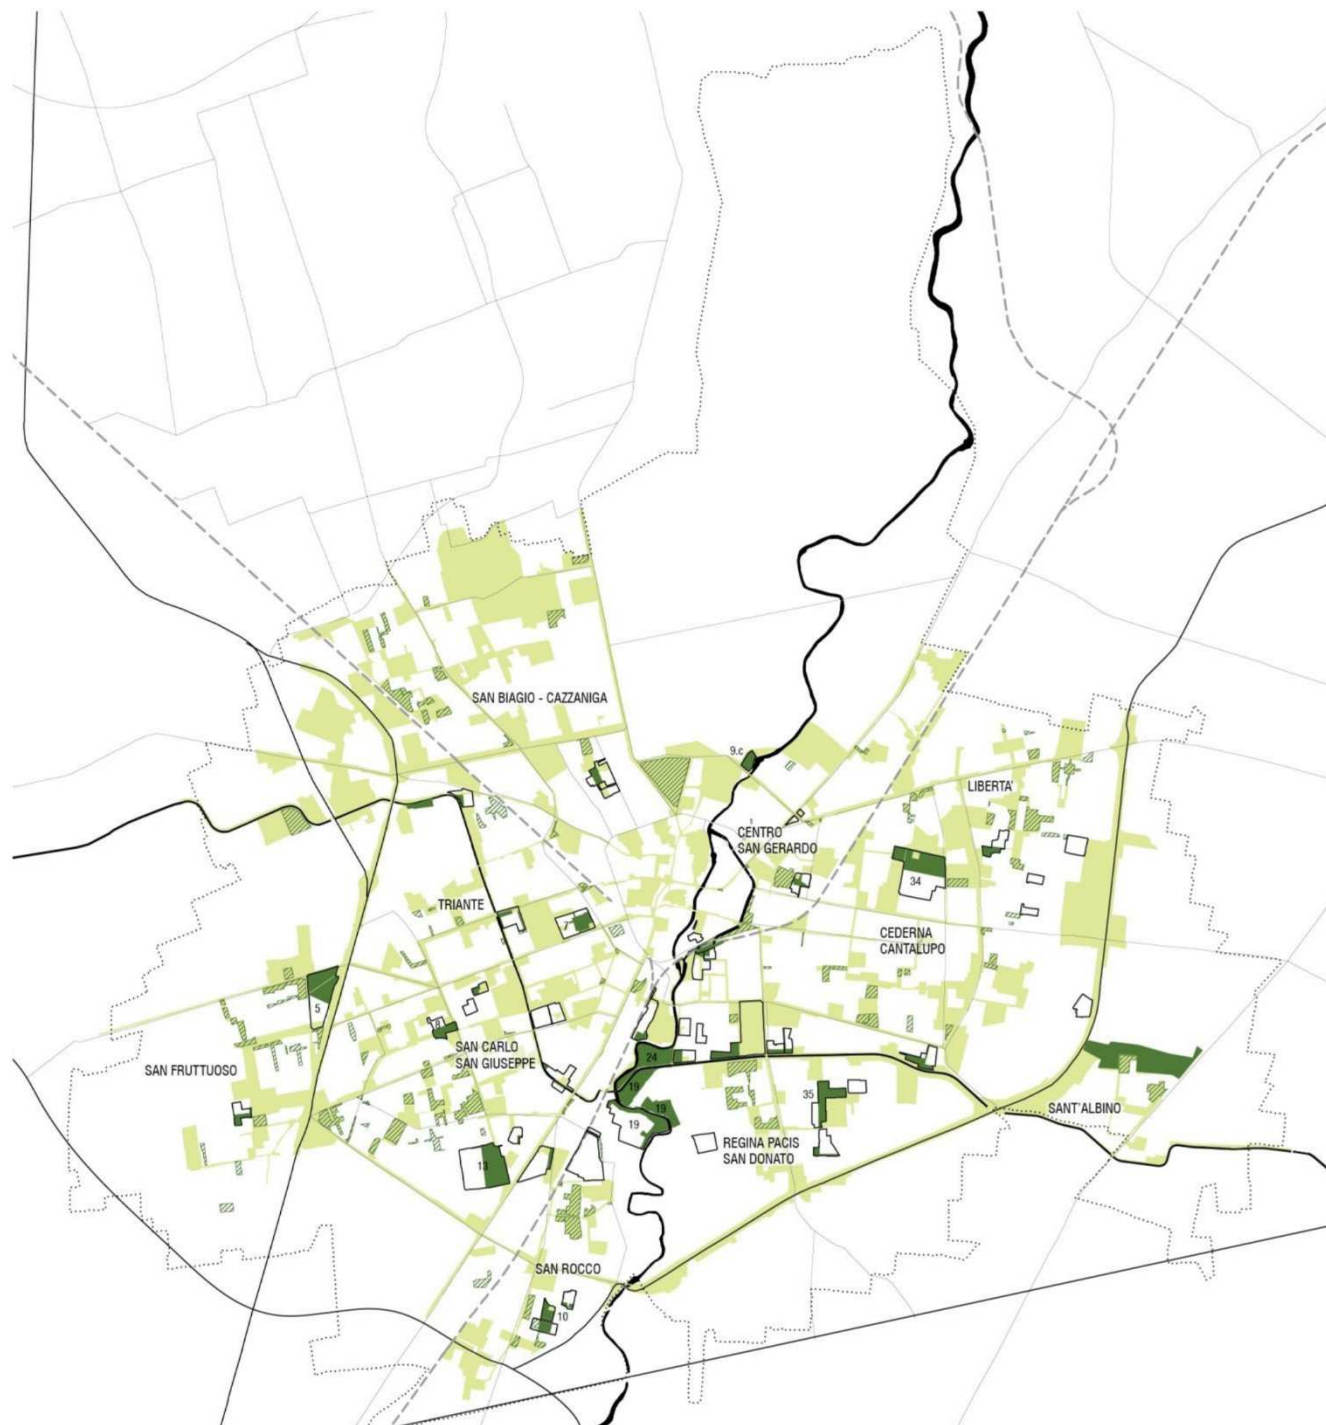 SAN BIAGIO - CAZZANIGA
9.c
LIBERTA'
CENTRO
SAN GERARDO
34
TRIANTE
7
CEDERNA
CANTALUPO
5
8
SAN CARLO
SAN GIUSEPPE
24
SAN FRUTTUOSO
19
35
19
SANT'ALBINO
19
REGINA PACIS
SAN DONATO
13
SAN ROCCO
10